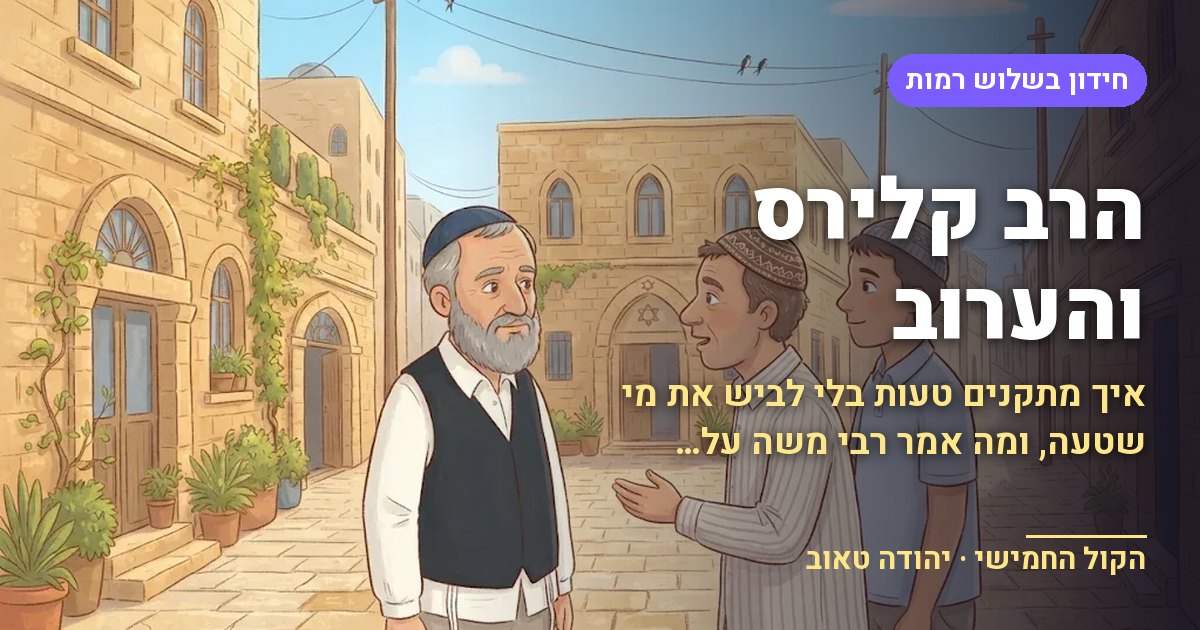 חידון בשלוש רמות
הרב קלירס
והערוב
איך מתקנים טעות בלי לביש את מי
שטעה, ומה אמר רבי משה על...
הקול החמישי · יהודה טאוב